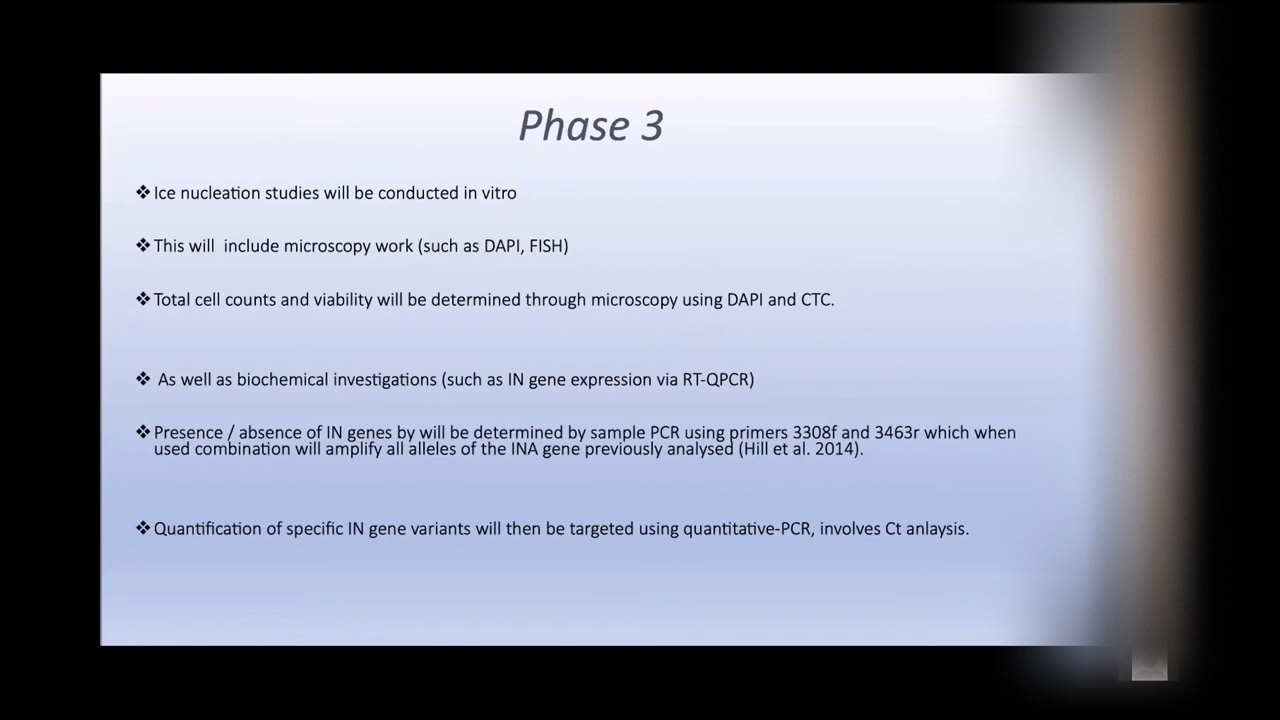 Phase 3
❖Ice nucleation studies will be conducted in vitro
❖This will  include microscopy work (such as DAPI, FISH)
❖Total cell counts and viability will be determined through microscopy using DAPI and CTC.
❖ As well as biochemical investigations (such as IN gene expression via RT-QPCR)
❖Presence / absence of IN genes by will be determined by sample PCR using primers 3308f and 3463r which when
used combination will amplify all alleles of the INA gene previously analysed (Hill et al. 2014).
❖Quantification of specific IN gene variants will then be targeted using quantitative-PCR, involves Ct anlaysis.